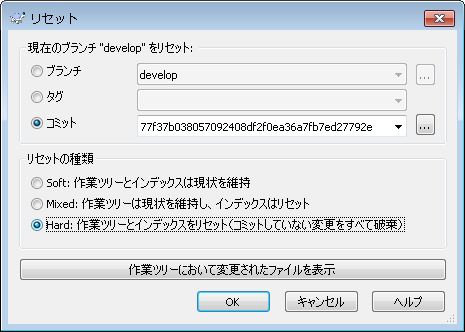 リセット
現在のブランチ "develop" をリセット:
ブランチ
develop
...
タグ
コミット
77f37b038057092408df2f0ea36a7fb7ed27792e
...
リセットの種類
Soft: 作業ツリーとインデックスは現状を維持
Mixed: 作業ツリーは現状を維持し、インデックスはリセット
Hard: 作業ツリーとインデックスをリセット(コミットしていない変更をすべて破棄)
作業ツリーにおいて変更されたファイルを表示
OK
キャンセル
ヘルプ